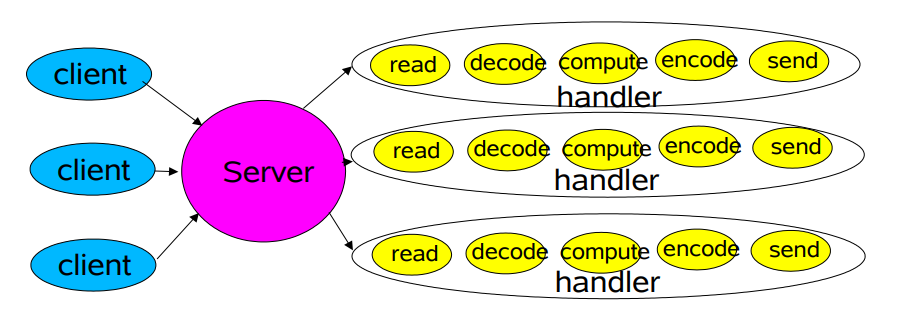 client
client
client
Server
read decode compute encode send
handler
read decode compute encode send
handler
read decode compute encode send
handler